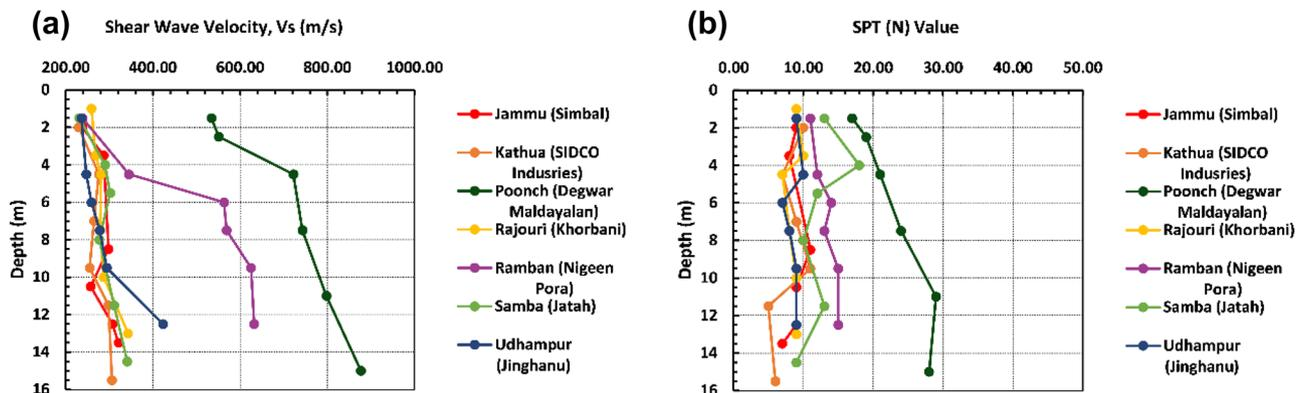 (a)
Shear Wave Velocity, Vs (m/s)
200.00 400.00 600.00 800.00 1000.00
0
2
4
6
8
10
12
14
16
Depth (m)
Jammu (Simbal)
Kathua (SIDCO
Indusries)
Poonch (Degwar
Maldayalan)
Rajouri (Khorbani)
Ramban (Nigeen
Pora)
Samba (Jatah)
Udhampur
(Jinghanu)
(b)
SPT (N) Value
0.00 10.00 20.00 30.00 40.00 50.00
0
2
4
6
8
10
12
14
16
Depth (m)
Jammu (Simbal)
Kathua (SIDCO
Indusries)
Poonch (Degwar
Maldayalan)
Rajouri (Khorbani)
Ramban (Nigeen
Pora)
Samba (Jatah)
Udhampur
(Jinghanu)